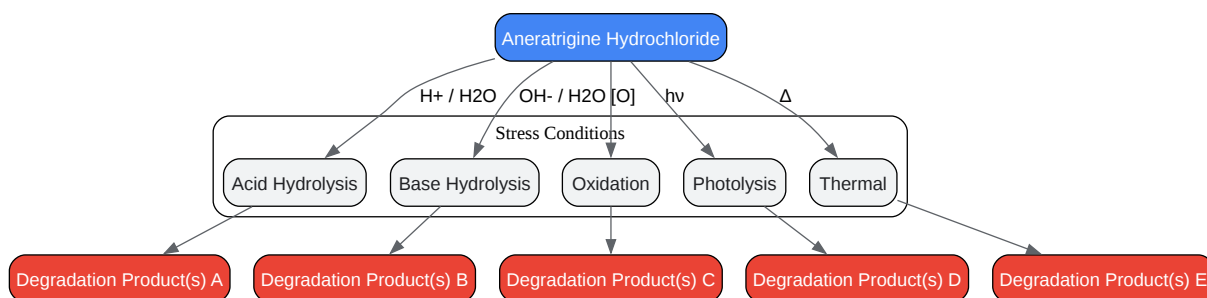 Aneratrigine Hydrochloride
H+ / H2O
OH- / H2O
[O]
hν
Δ
Stress Conditions
Acid Hydrolysis
Base Hydrolysis
Oxidation
Photolysis
Thermal
Degradation Product(s) A
Degradation Product(s) B
Degradation Product(s) C
Degradation Product(s) D
Degradation Product(s) E